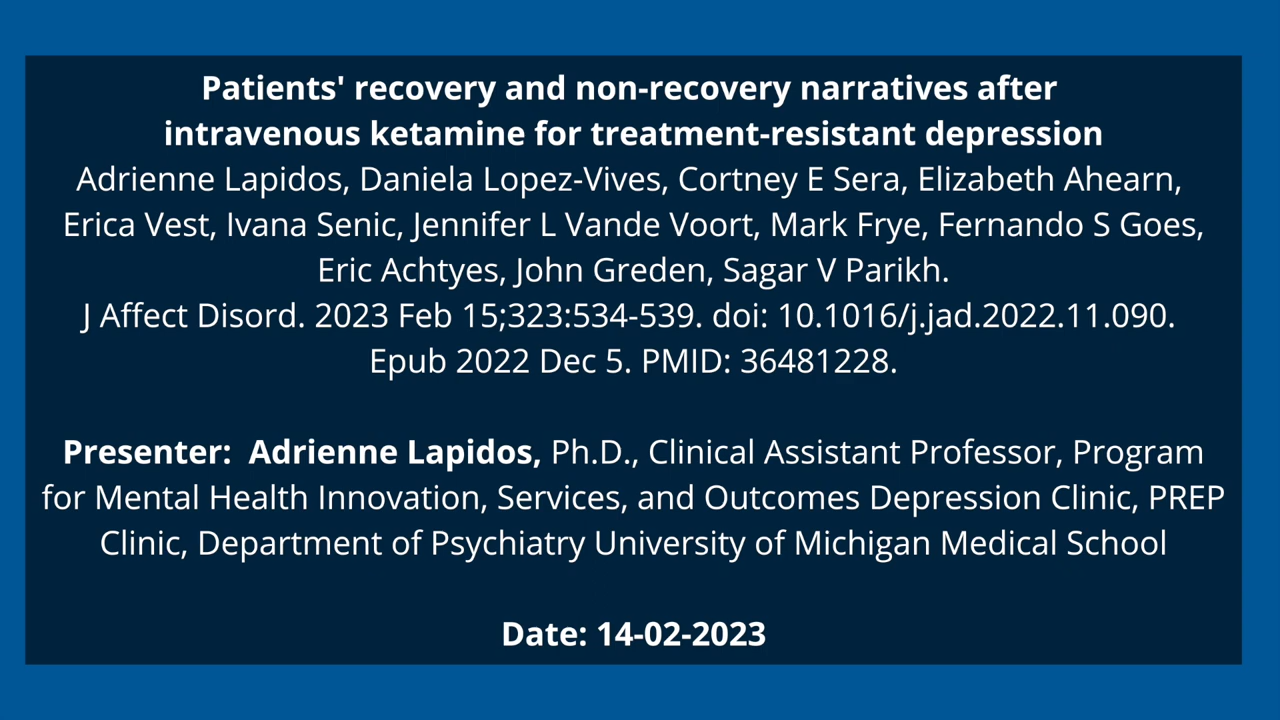 Patients' recovery and non-recovery narratives after
intravenous ketamine for treatment-resistant depression
Adrienne Lapidos, Daniela Lopez-Vives, Cortney E Sera, Elizabeth Ahearn,
Erica Vest, Ivana Senic, Jennifer L Vande Voort, Mark Frye, Fernando S Goes,
Eric Achtyes, John Greden, Sagar V Parikh.
J Affect Disord. 2023 Feb 15;323:534-539. doi: 10.1016/j.jad.2022.11.090.
Epub 2022 Dec 5. PMID: 36481228.
Presenter:  Adrienne Lapidos, Ph.D., Clinical Assistant Professor, Program
for Mental Health Innovation, Services, and Outcomes Depression Clinic, PREP
Clinic, Department of Psychiatry University of Michigan Medical School
Date: 14-02-2023